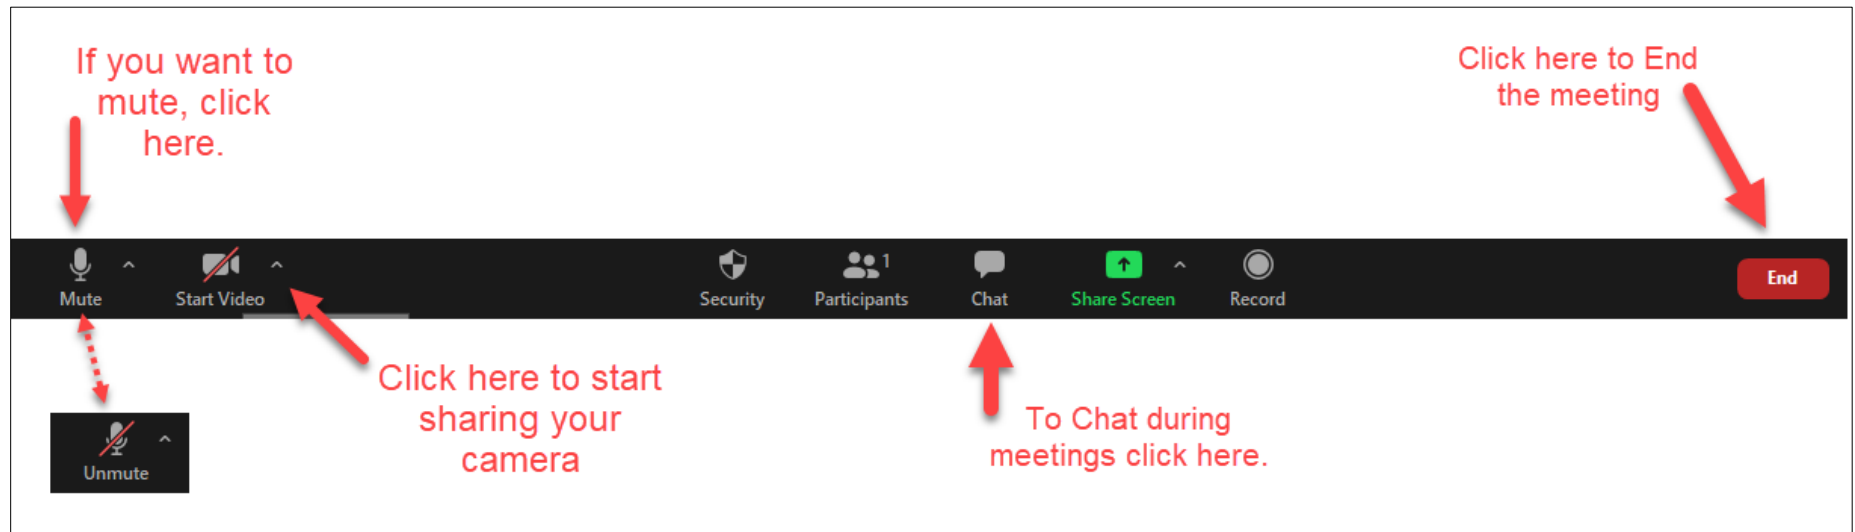 If you want to
mute, click
here.
Click here to End
the meeting
Mute
Start Video
Security
Participants
1
Chat
Share Screen
Record
End
Click here to start
sharing your
camera
To Chat during
meetings click here.
Unmute